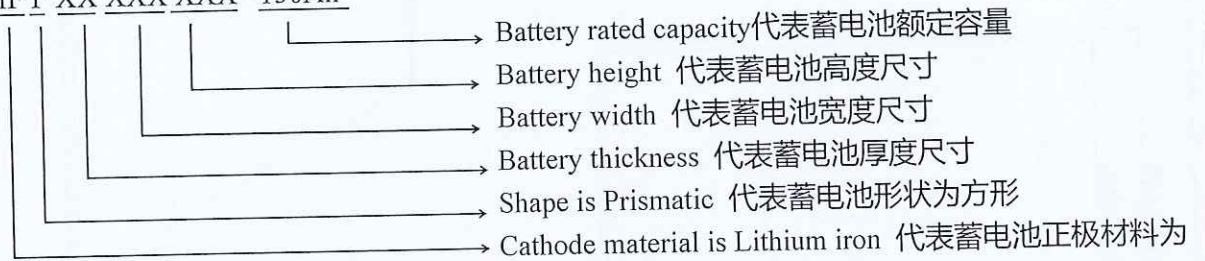 XX XXX XXX
Battery rated capacity代表蓄电池额定容量
Battery height 代表蓄电池高度尺寸
Battery width 代表蓄电池宽度尺寸
Battery thickness 代表蓄电池厚度尺寸
Shape is Prismatic 代表蓄电池形状为方形
Cathode material is Lithium iron 代表蓄电池正极材料为